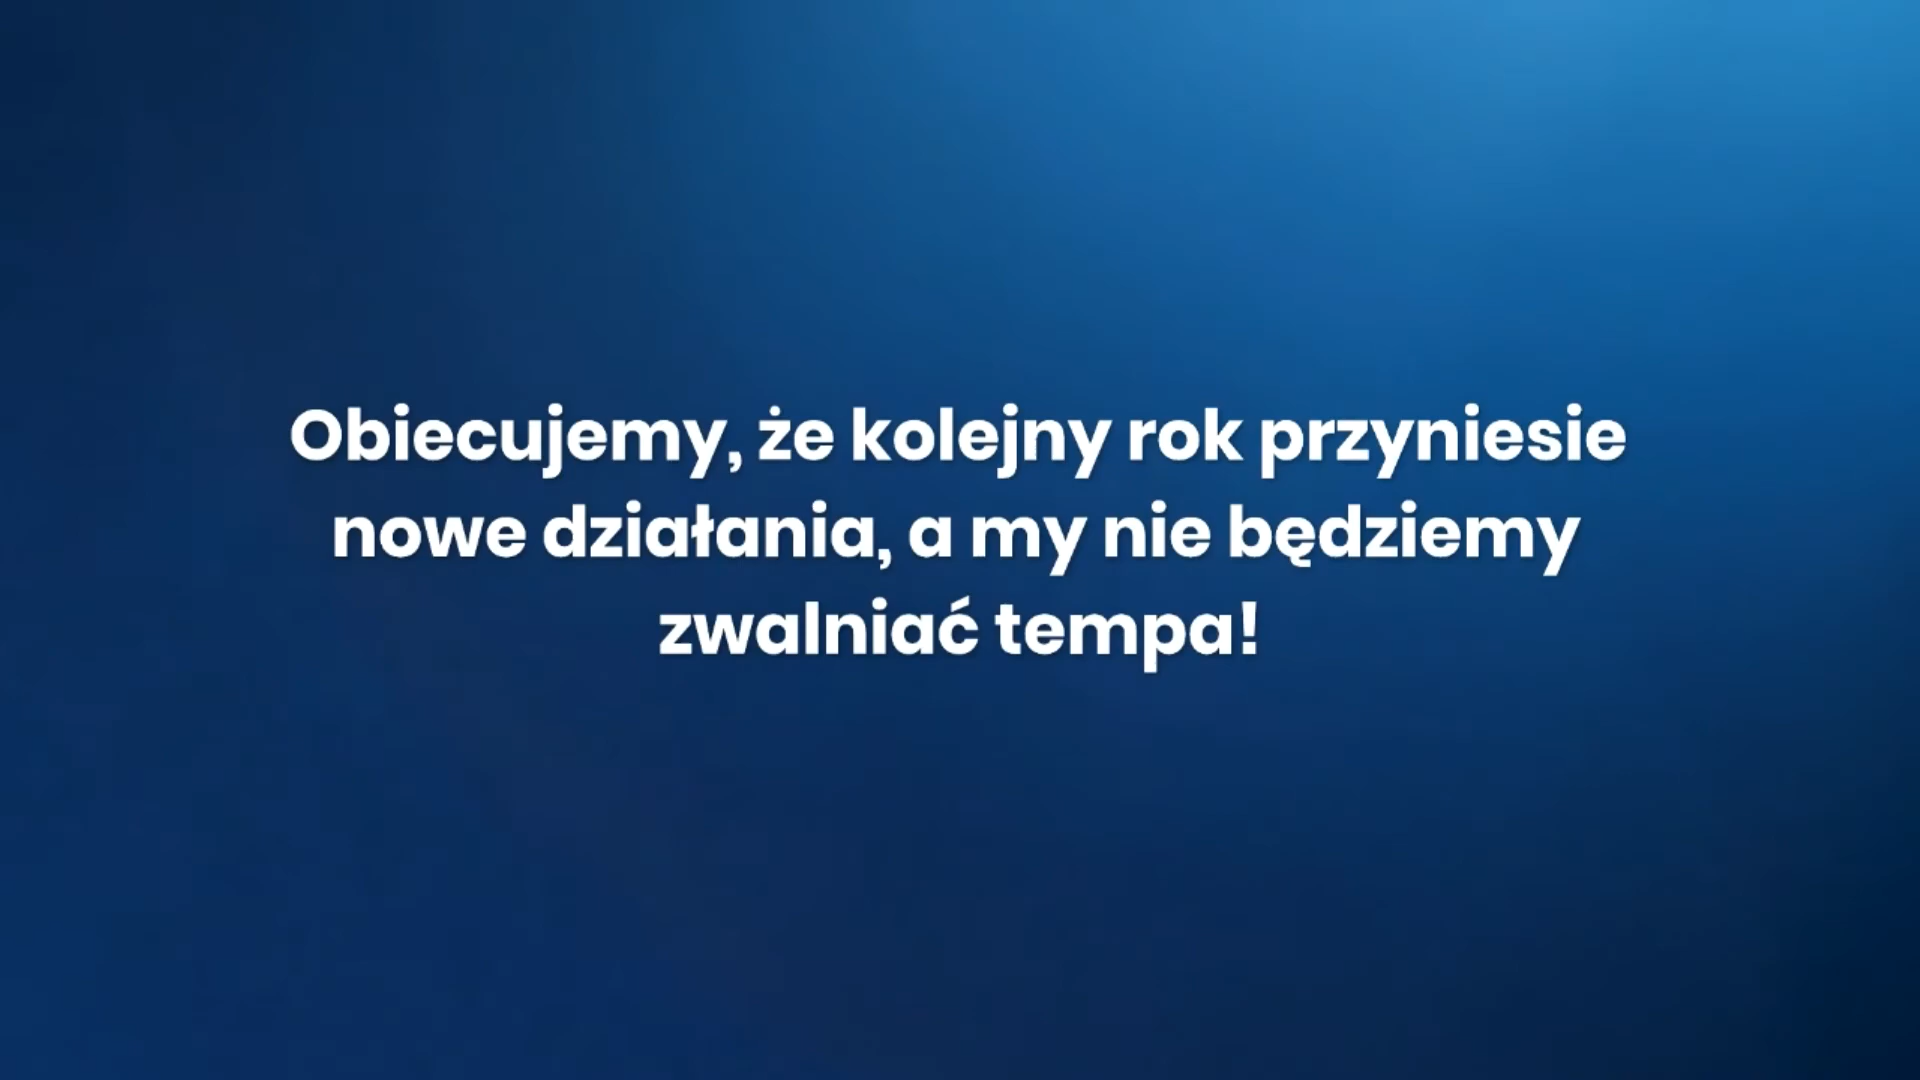 Obiecujemy, że kolejny rok przyniesie
nowe działania, a my nie będziemy
zwalniać tempa!